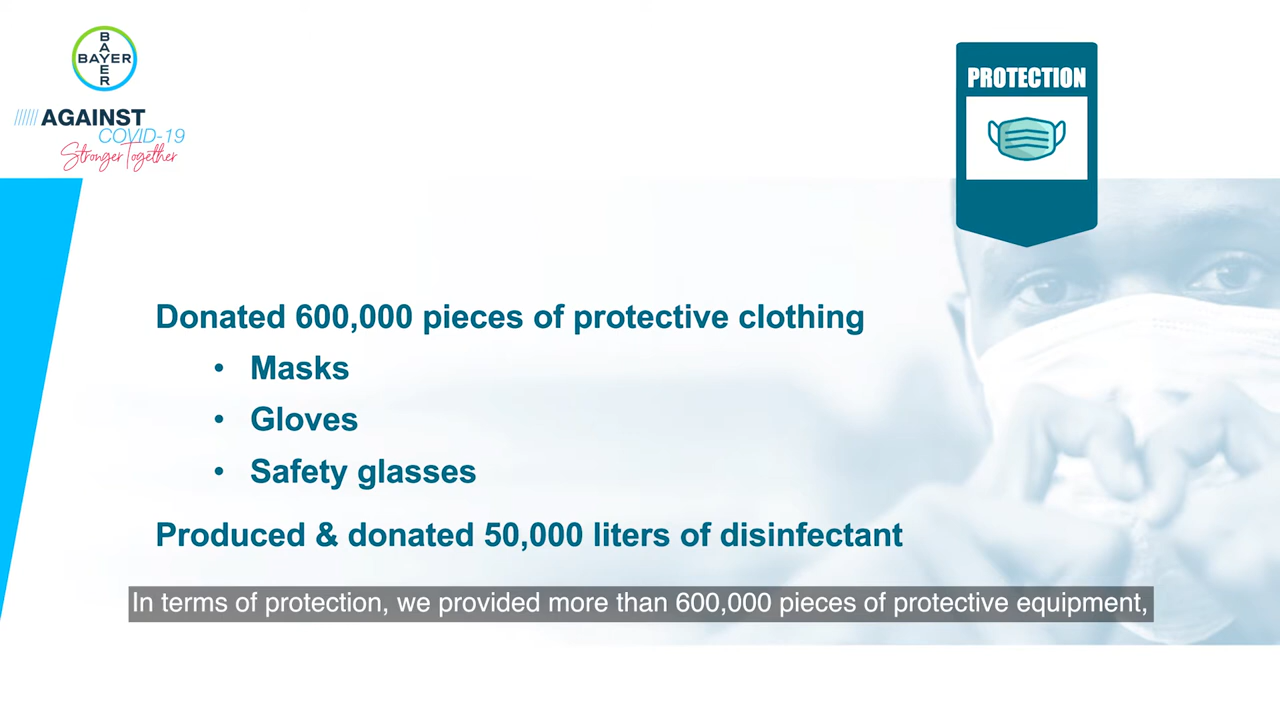 BAYER
BAYER
AGAINST
COVID-19
Stronger Together
PROTECTION
Donated 600,000 pieces of protective clothing
• Masks
• Gloves
• Safety glasses
Produced & donated 50,000 liters of disinfectant
In terms of protection, we provided more than 600,000 pieces of protective equipment,